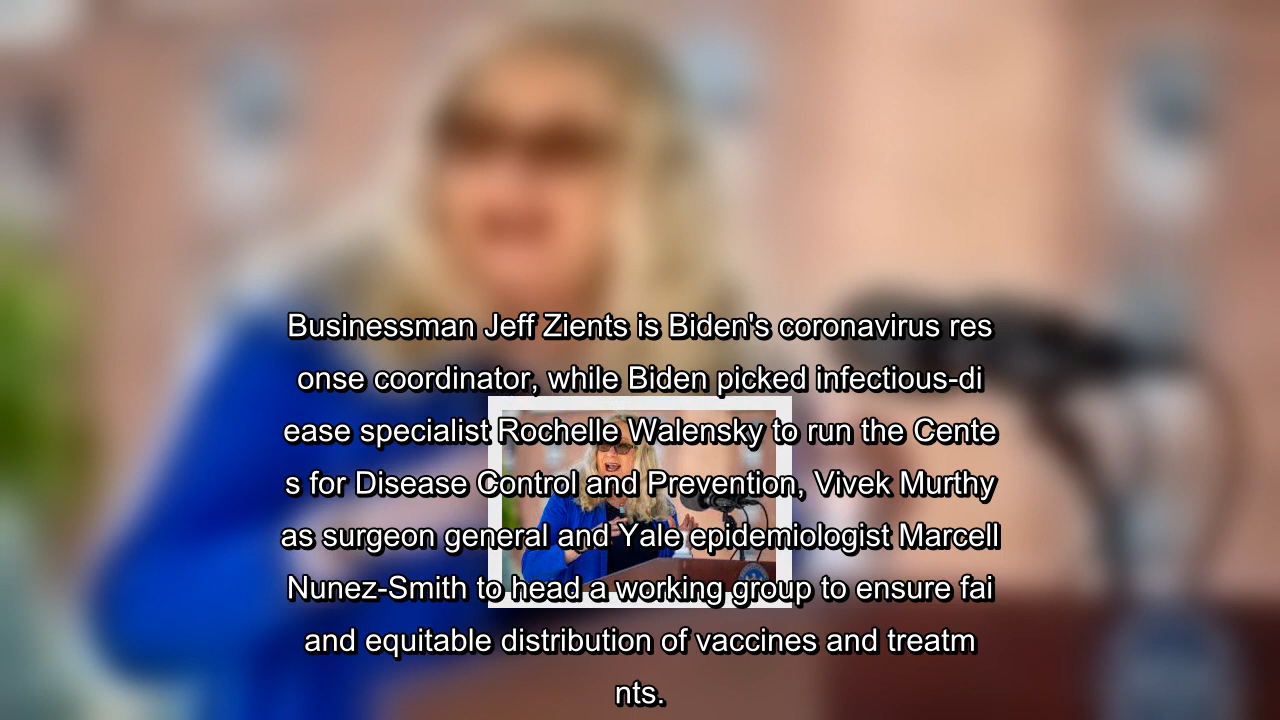 Businessman Jeff Zients is Biden's coronavirus res
onse coordinator, while Biden picked infectious-di
ease specialist Rochelle Walensky to run the Cente
s for Disease Control and Prevention, Vivek Murthy
as surgeon general and Yale epidemiologist Marcell
Nunez-Smith to head a working group to ensure fai
and equitable distribution of vaccines and treatm
nts.